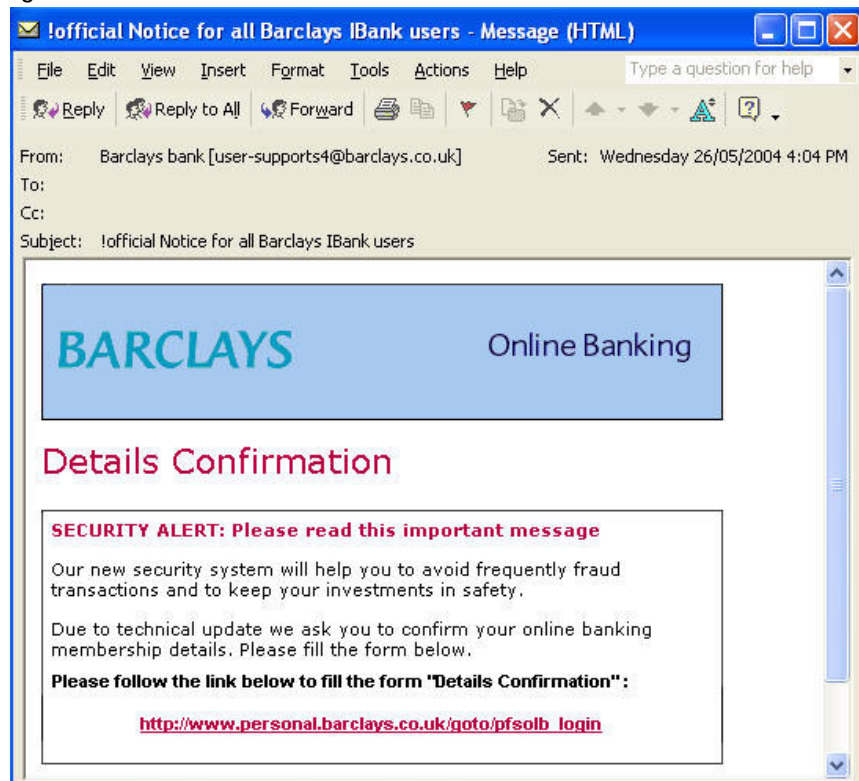 !official Notice for all Barclays IBank users - Message (HTML)
File Edit View Insert Format Tools Actions Help Type a question for help
Reply Reply to All Forward
From: Barclays bank [user-supports4@barclays.co.uk] Sent: Wednesday 26/05/2004 4:04 PM
To:
Cc:
Subject: !official Notice for all Barclays IBank users
BARCLAYS Online Banking
Details Confirmation
SECURITY ALERT: Please read this important message
Our new security system will help you to avoid frequently fraud
transactions and to keep your investments in safety.
Due to technical update we ask you to confirm your online banking
membership details. Please fill the form below.
Please follow the link below to fill the form "Details Confirmation":
http://www.personal.barclays.co.uk/goto/pfsolb_login